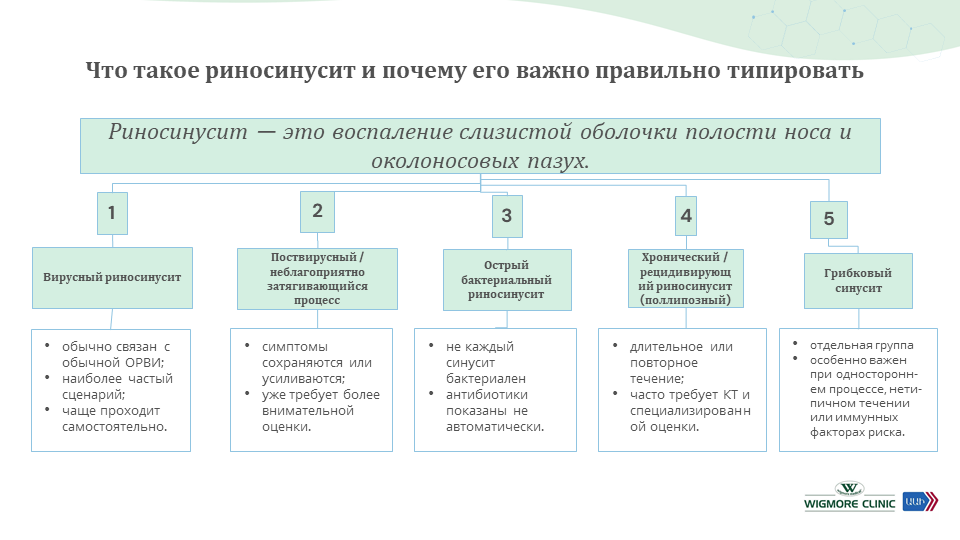 Что такое риносинусит и почему его важно правильно типировать
Риносинусит — это воспаление слизистой оболочки полости носа и
околоносовых пазух.
1
2
3
4
5
Вирусный риносинусит
Поствирусный /
неблагоприятно
затягивающийся
процесс
Острый
бактериальный
риносинусит
Хронический /
рецидивирующ
ий риносинусит
(поллипозный)
Грибковый
синусит
• обычно связан с
обычной ОРВИ;
• наиболее частый
сценарий;
• чаще проходит
самостоятельно.
• симптомы
сохраняются или
усиливаются;
• уже требует более
внимательной
оценки.
• не каждый
синусит
бактериален
• антибиотики
показаны не
автоматически.
• длительное или
повторное
течение;
• часто требует КТ и
специализированн
ой оценки.
• отдельная группа
• особенно важен
при односторонн-
ем процессе, нети-
пичном течении
или иммунных
факторах риска.
W
WIGMORE CLINIC